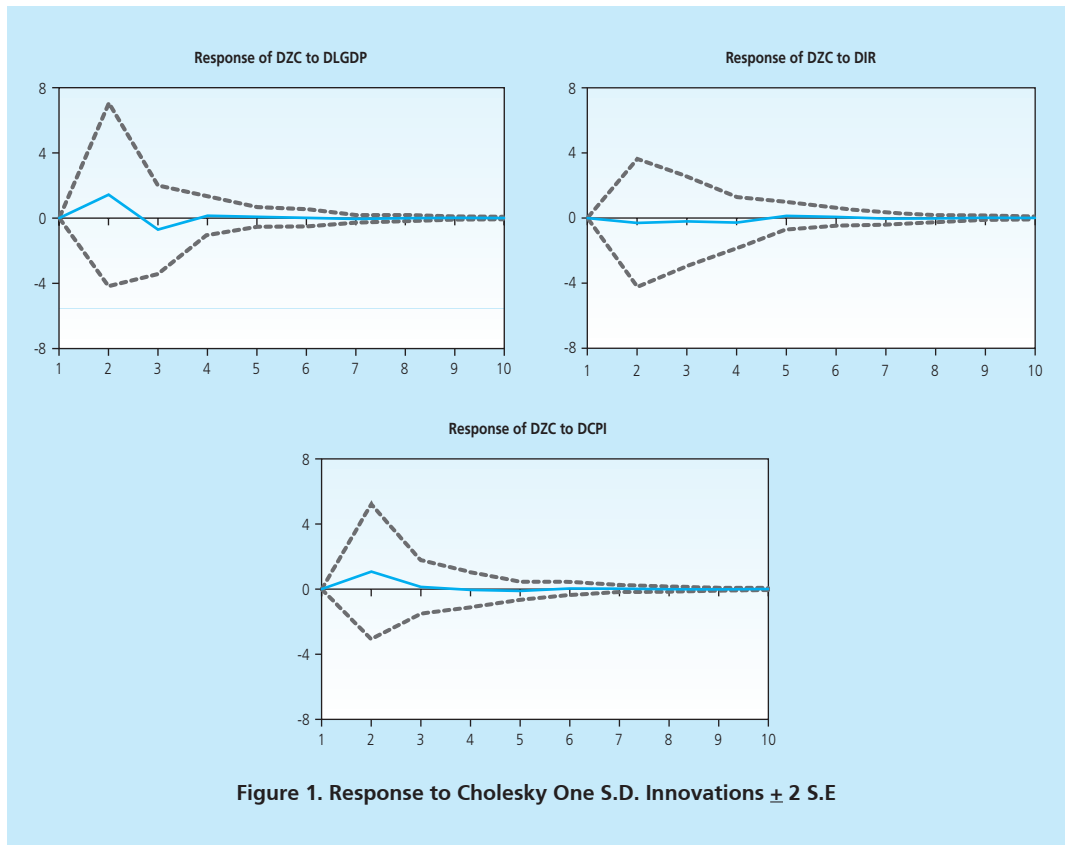 Response of DZC to DLGDP
8
4
0
-4
-8
1 2 3 4 5 6 7 8 9 10
Response of DZC to DIR
8
4
0
-4
-8
1 2 3 4 5 6 7 8 9 10
Response of DZC to DCPI
8
4
0
-4
-8
1 2 3 4 5 6 7 8 9 10
Figure 1. Response to Cholesky One S.D. Innovations ± 2 S.E